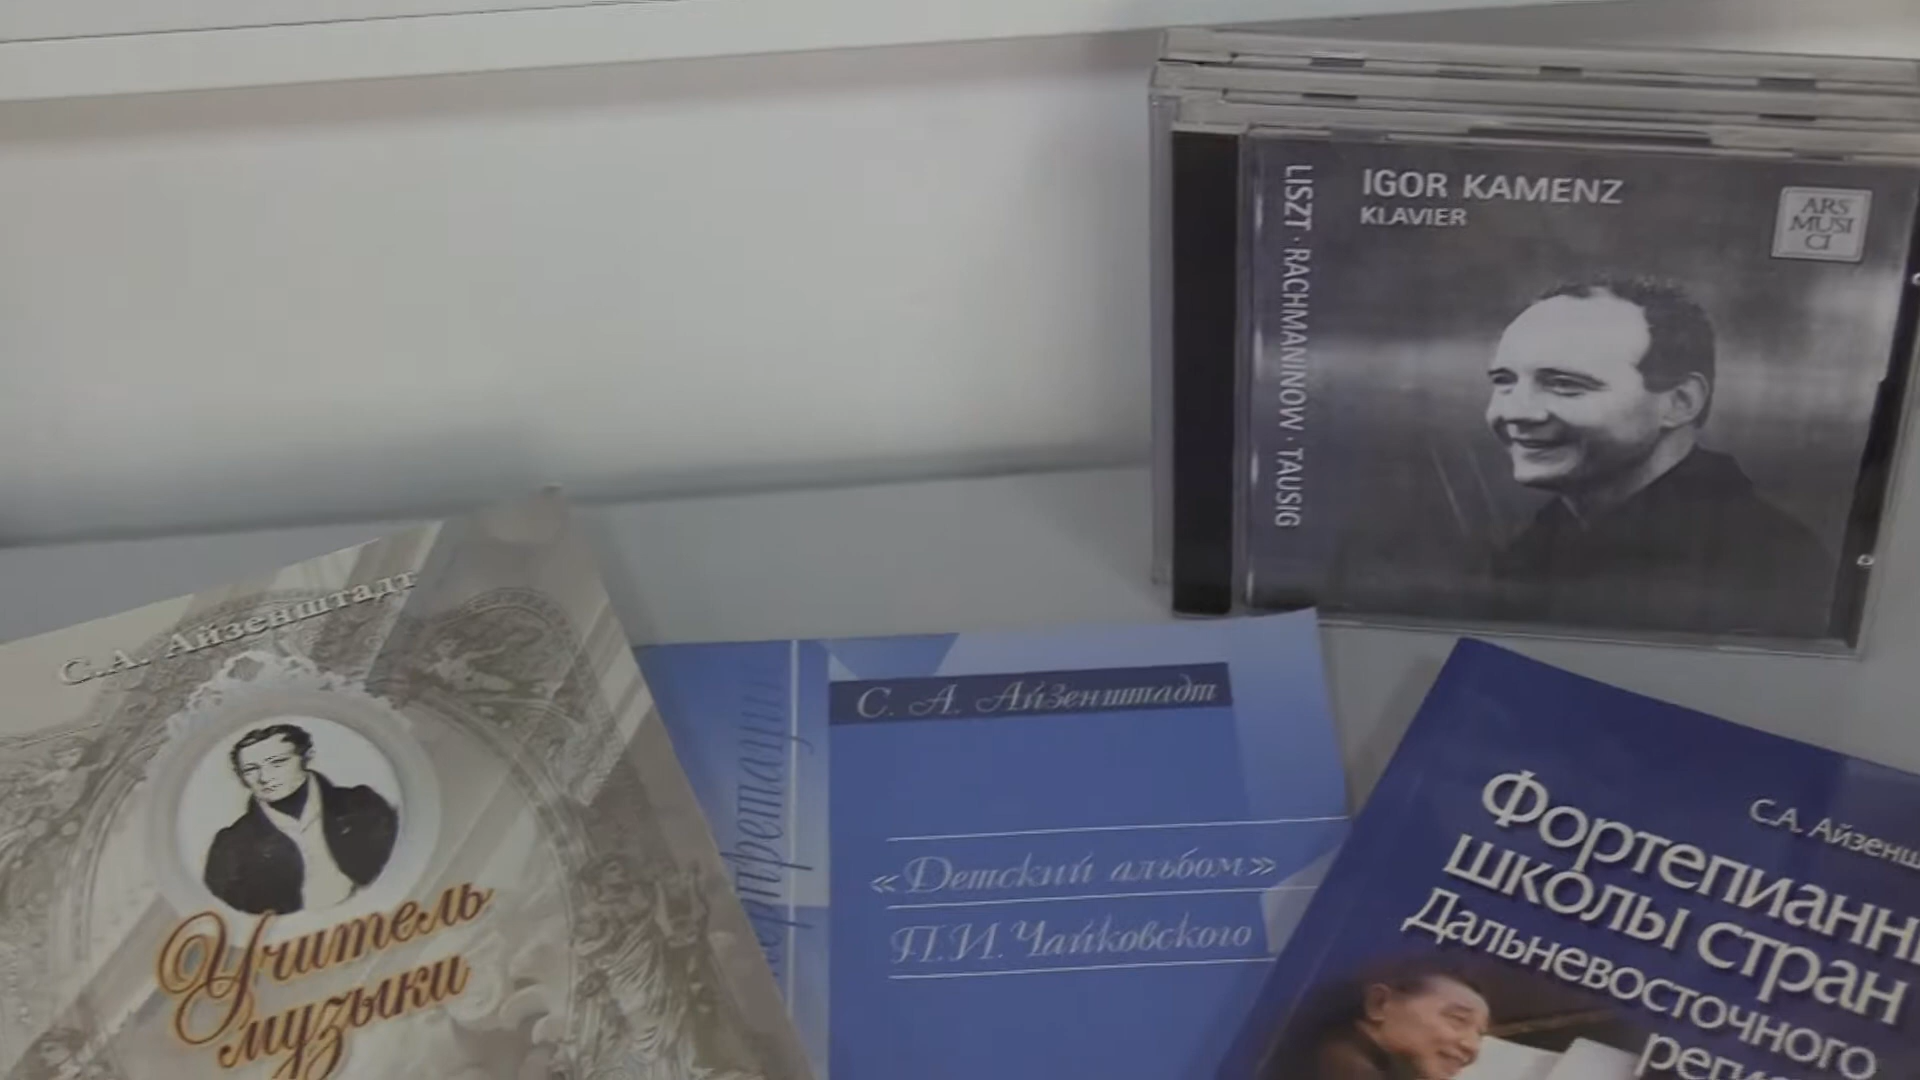 IGOR KAMENZ
KLAVIER
ARS
MUSI
CI
LISZT · RACHMANINOW · TAUSIG
С.А. Айзенштадт
Учитель
музыки
С. А. Айзенштадт
«Детский альбом»
П.И. Чайковского
С.А. Айзенш
Фортепианн
школы стран
Дальневосточного
реги